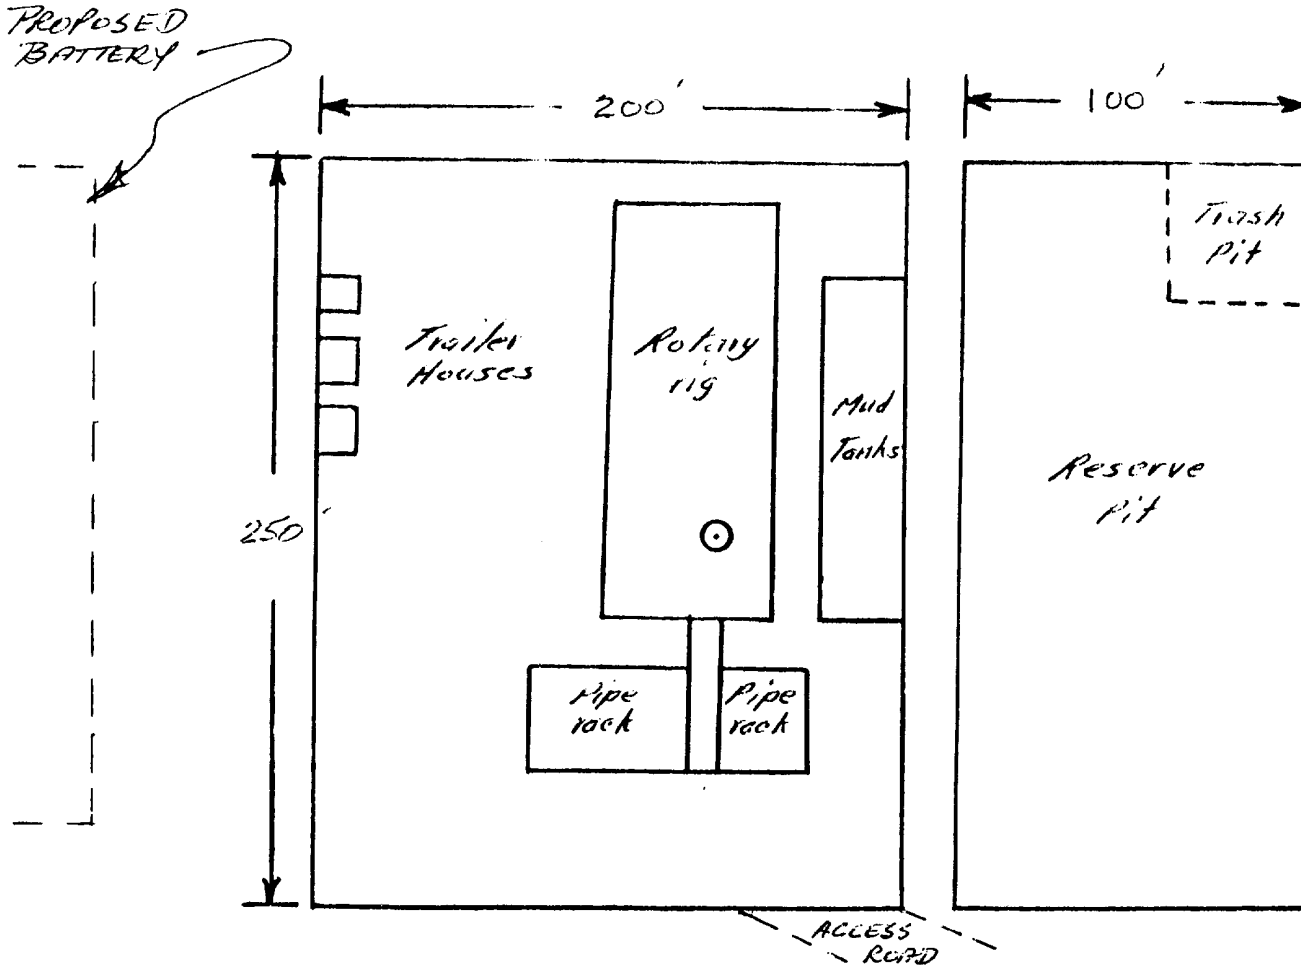 PROPOSED
BATTERY
200'
100'
Trash
Pit
Trailer
Houses
Rotary
rig
Mud
Tanks
Reserve
Pit
250'
Pipe
rack
Pipe
rack
ACCESS
ROAD